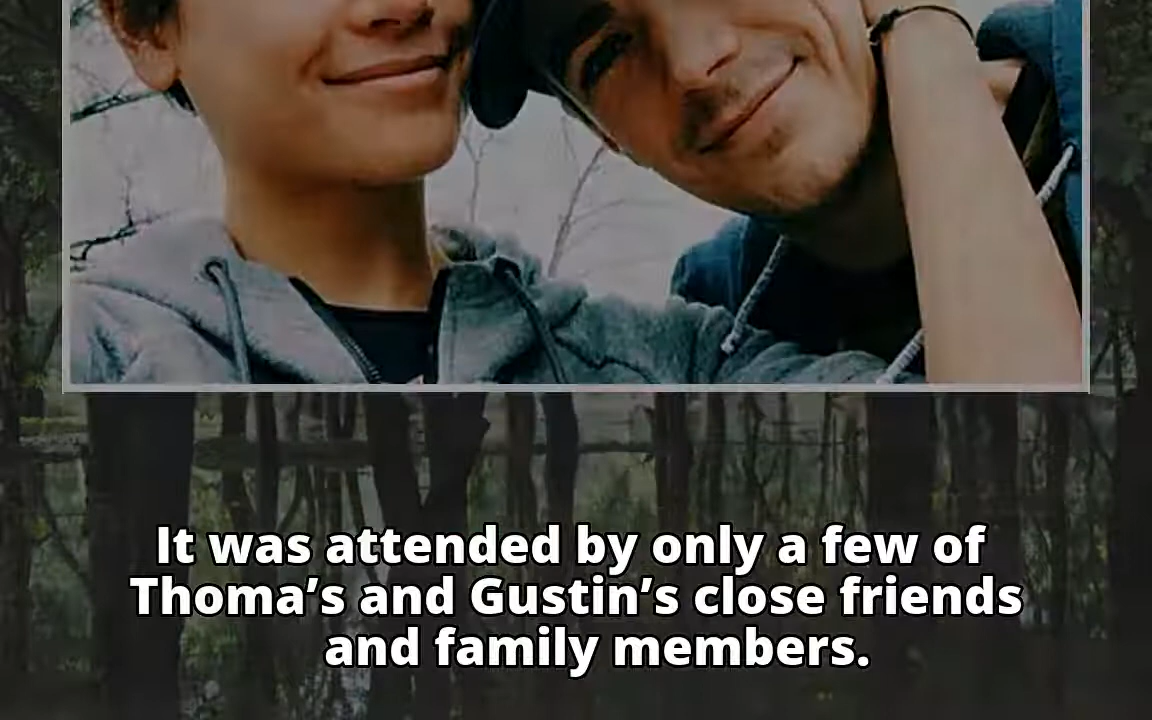 It was attended by only a few of
Thoma’s and Gustin’s close friends
and family members.